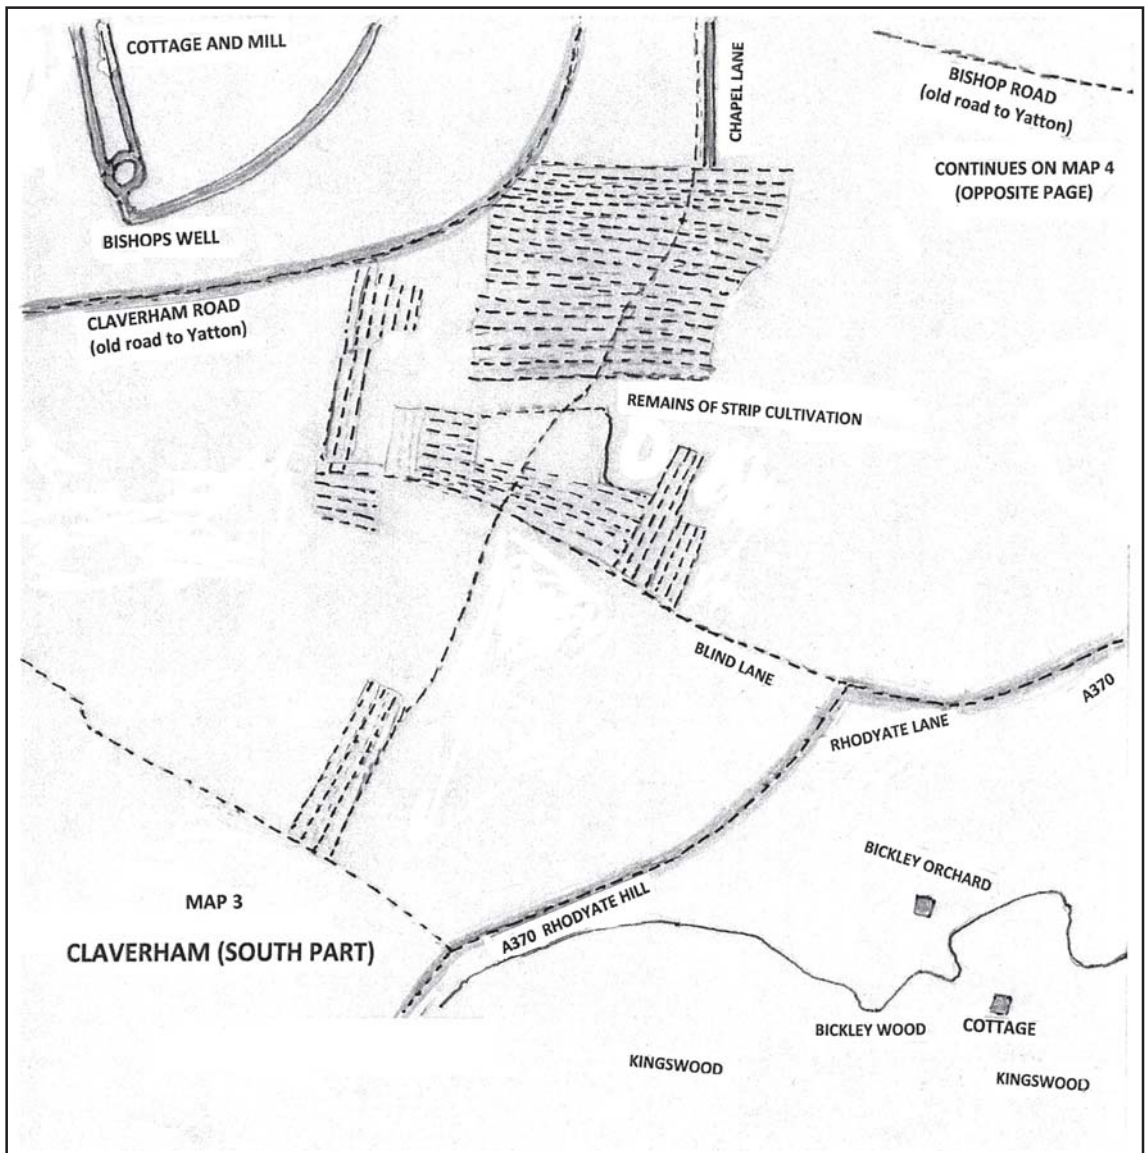 COTTAGE AND MILL
CHAPEL LANE
BISHOP ROAD
(old road to Yatton)
CONTINUES ON MAP 4
(OPPOSITE PAGE)
BISHOPS WELL
CLAVERHAM ROAD
(old road to Yatton)
REMAINS OF STRIP CULTIVATION
BLIND LANE
RHODYATE LANE
A370
BICKLEY ORCHARD
A370 RHODYATE HILL
MAP 3
CLAVERHAM (SOUTH PART)
BICKLEY WOOD
COTTAGE
KINGSWOOD
KINGSWOOD